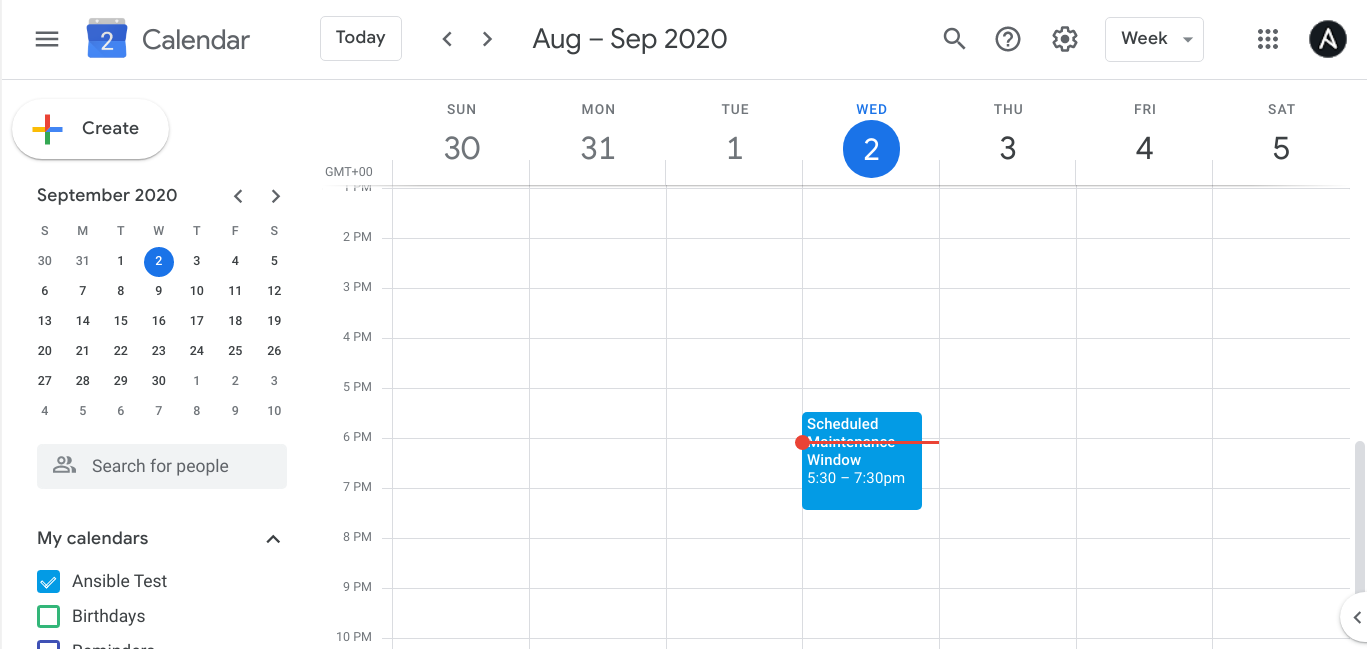 2 Calendar Today Aug – Sep 2020 Week
Create
September 2020
S M T W T F S
30 31 1 2 3 4 5
6 7 8 9 10 11 12
13 14 15 16 17 18 19
20 21 22 23 24 25 26
27 28 29 30 1 2 3
4 5 6 7 8 9 10
Search for people
My calendars
Ansible Test
Birthdays
Reminders
SUN MON TUE WED THU FRI SAT
30 31 1 2 3 4 5
GMT+00
1 PM
2 PM
3 PM
4 PM
5 PM
6 PM
7 PM
8 PM
9 PM
10 PM
Scheduled
Maintenance
Window
5:30 – 7:30pm